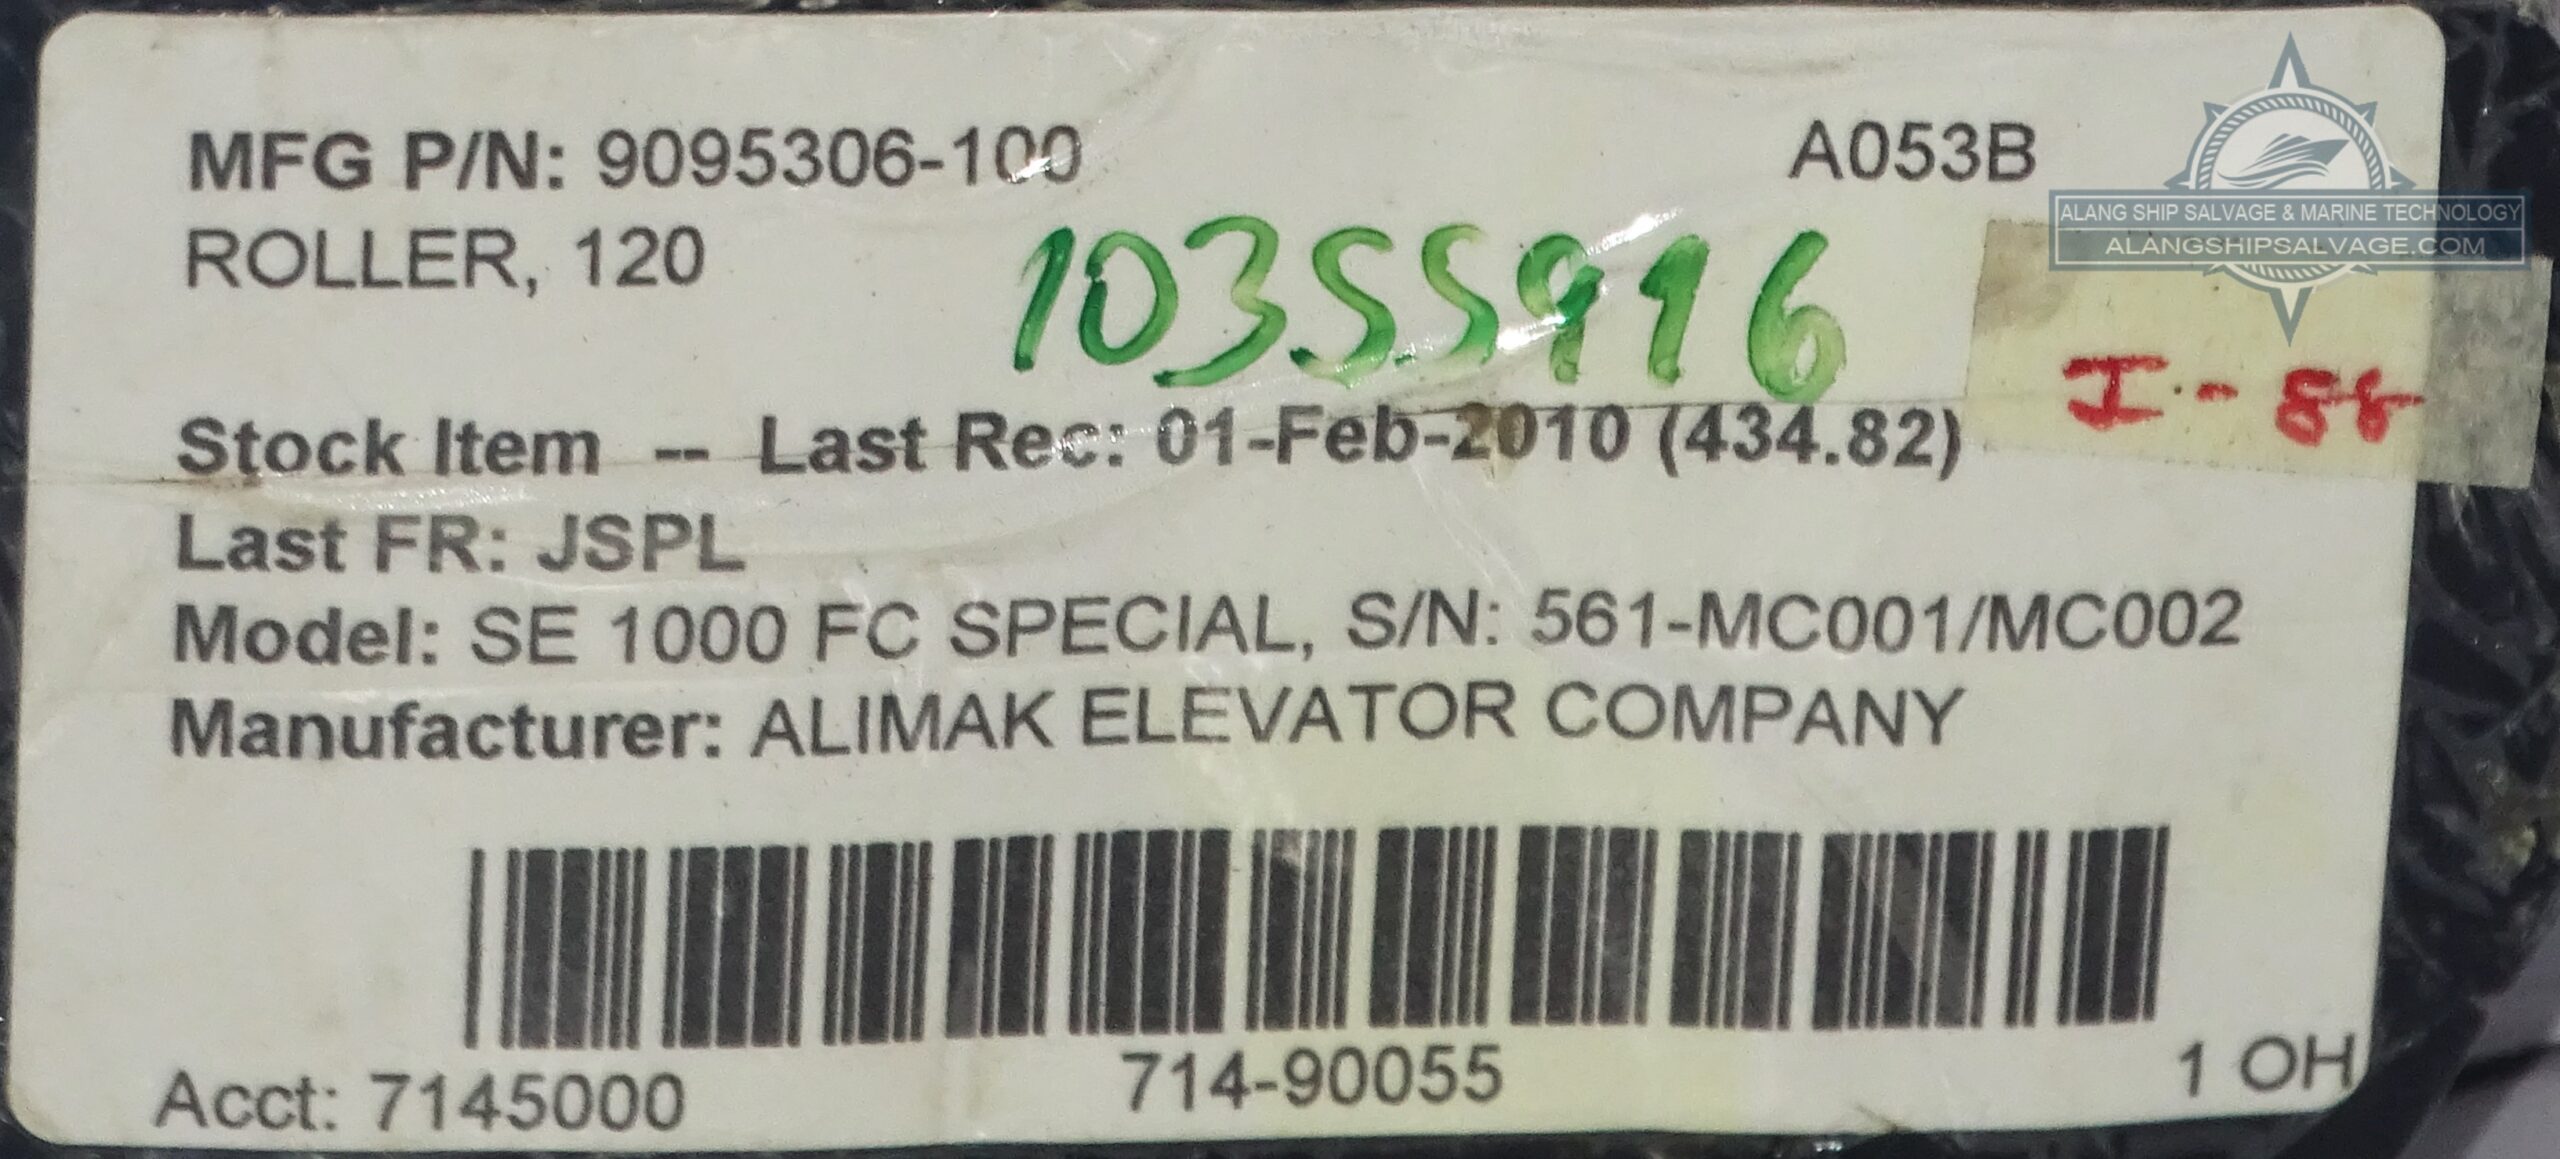 MFG P/N: 9095306-100 A053B
ROLLER, 120
10355916
ALANG SHIP SALVAGE & MARINE TECHNOLOGY
ALANGSHIPSALVAGE.COM
I - 88
Stock Item -- Last Rec: 01-Feb-2010 (434.82)
Last FR: JSPL
Model: SE 1000 FC SPECIAL, S/N: 561-MC001/MC002
Manufacturer: ALIMAK ELEVATOR COMPANY
Acct: 7145000 714-90055 1 OH